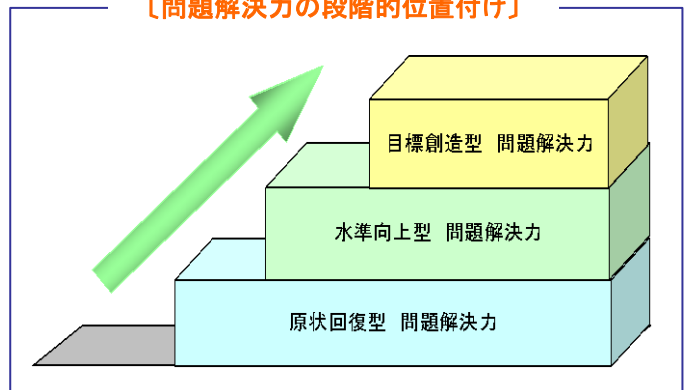 〔問題解決力の段階的位置付け〕
目標創造型 問題解決力
水準向上型 問題解決力
原状回復型 問題解決力